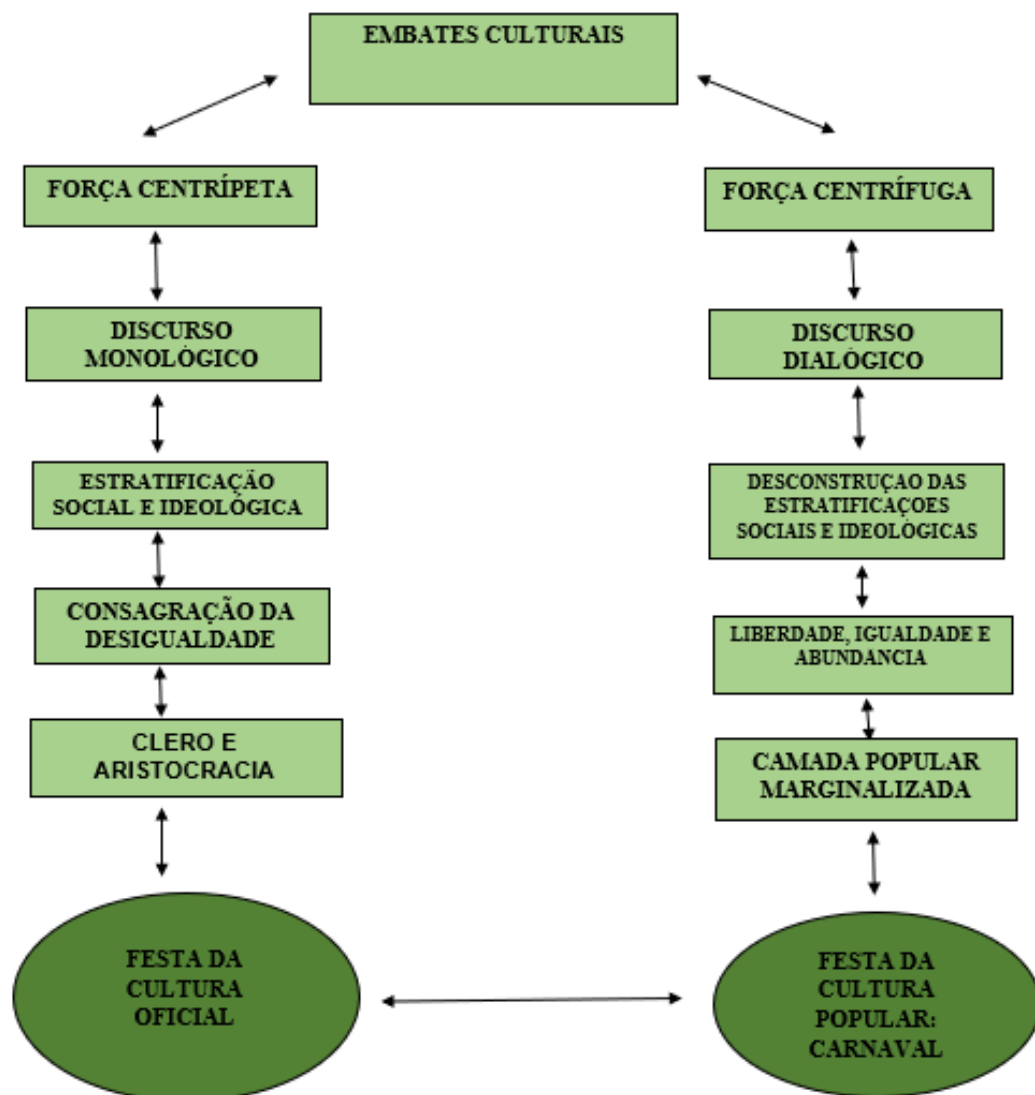 EMBATES CULTURAIS
FORÇA CENTRÍPETA
DISCURSO
MONOLÓGICO
ESTRATIFICAÇÃO
SOCIAL E IDEOLÓGICA
CONSAGRAÇÃO DA
DESIGUALDADE
CLERO E
ARISTOCRACIA
FESTA DA
CULTURA
OFICIAL
FORÇA CENTRÍFUGA
DISCURSO
DIALÓGICO
DESCONSTRUÇAO DAS
ESTRATIFICAÇOES
SOCIAIS E IDEOLÓGICAS
LIBERDADE, IGUALDADE E
ABUNDANCIA
CAMADA POPULAR
MARGINALIZADA
FESTA DA
CULTURA
POPULAR:
CARNAVAL